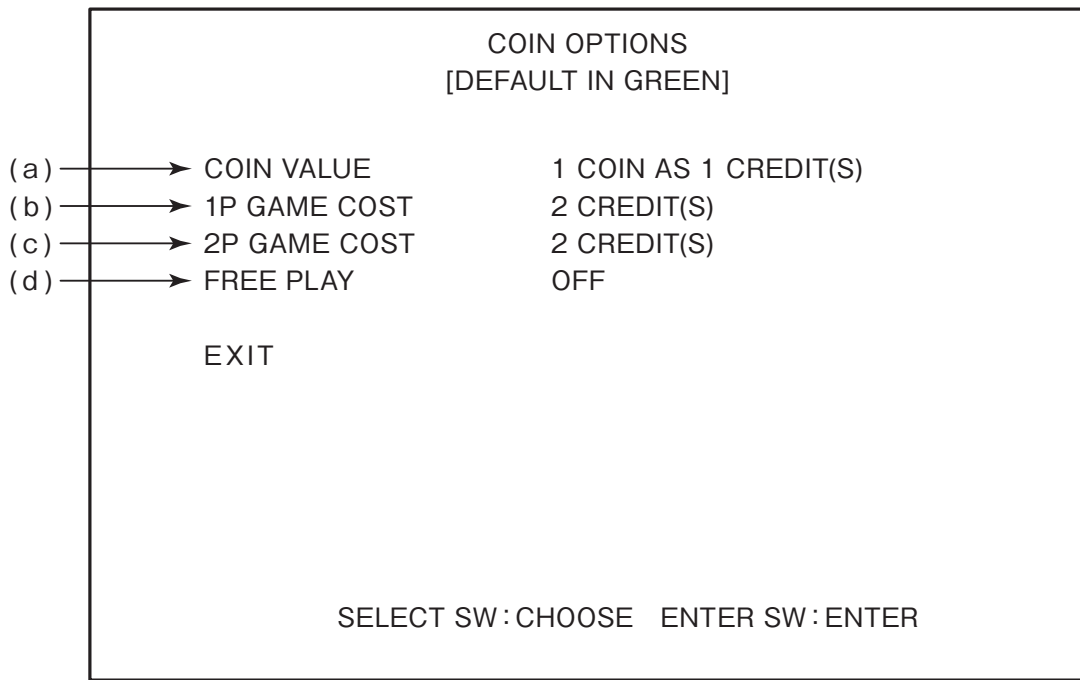 COIN OPTIONS
[DEFAULT IN GREEN]
(a) COIN VALUE 1 COIN AS 1 CREDIT(S)
(b) 1P GAME COST 2 CREDIT(S)
(c) 2P GAME COST 2 CREDIT(S)
(d) FREE PLAY OFF
EXIT
SELECT SW : CHOOSE ENTER SW : ENTER